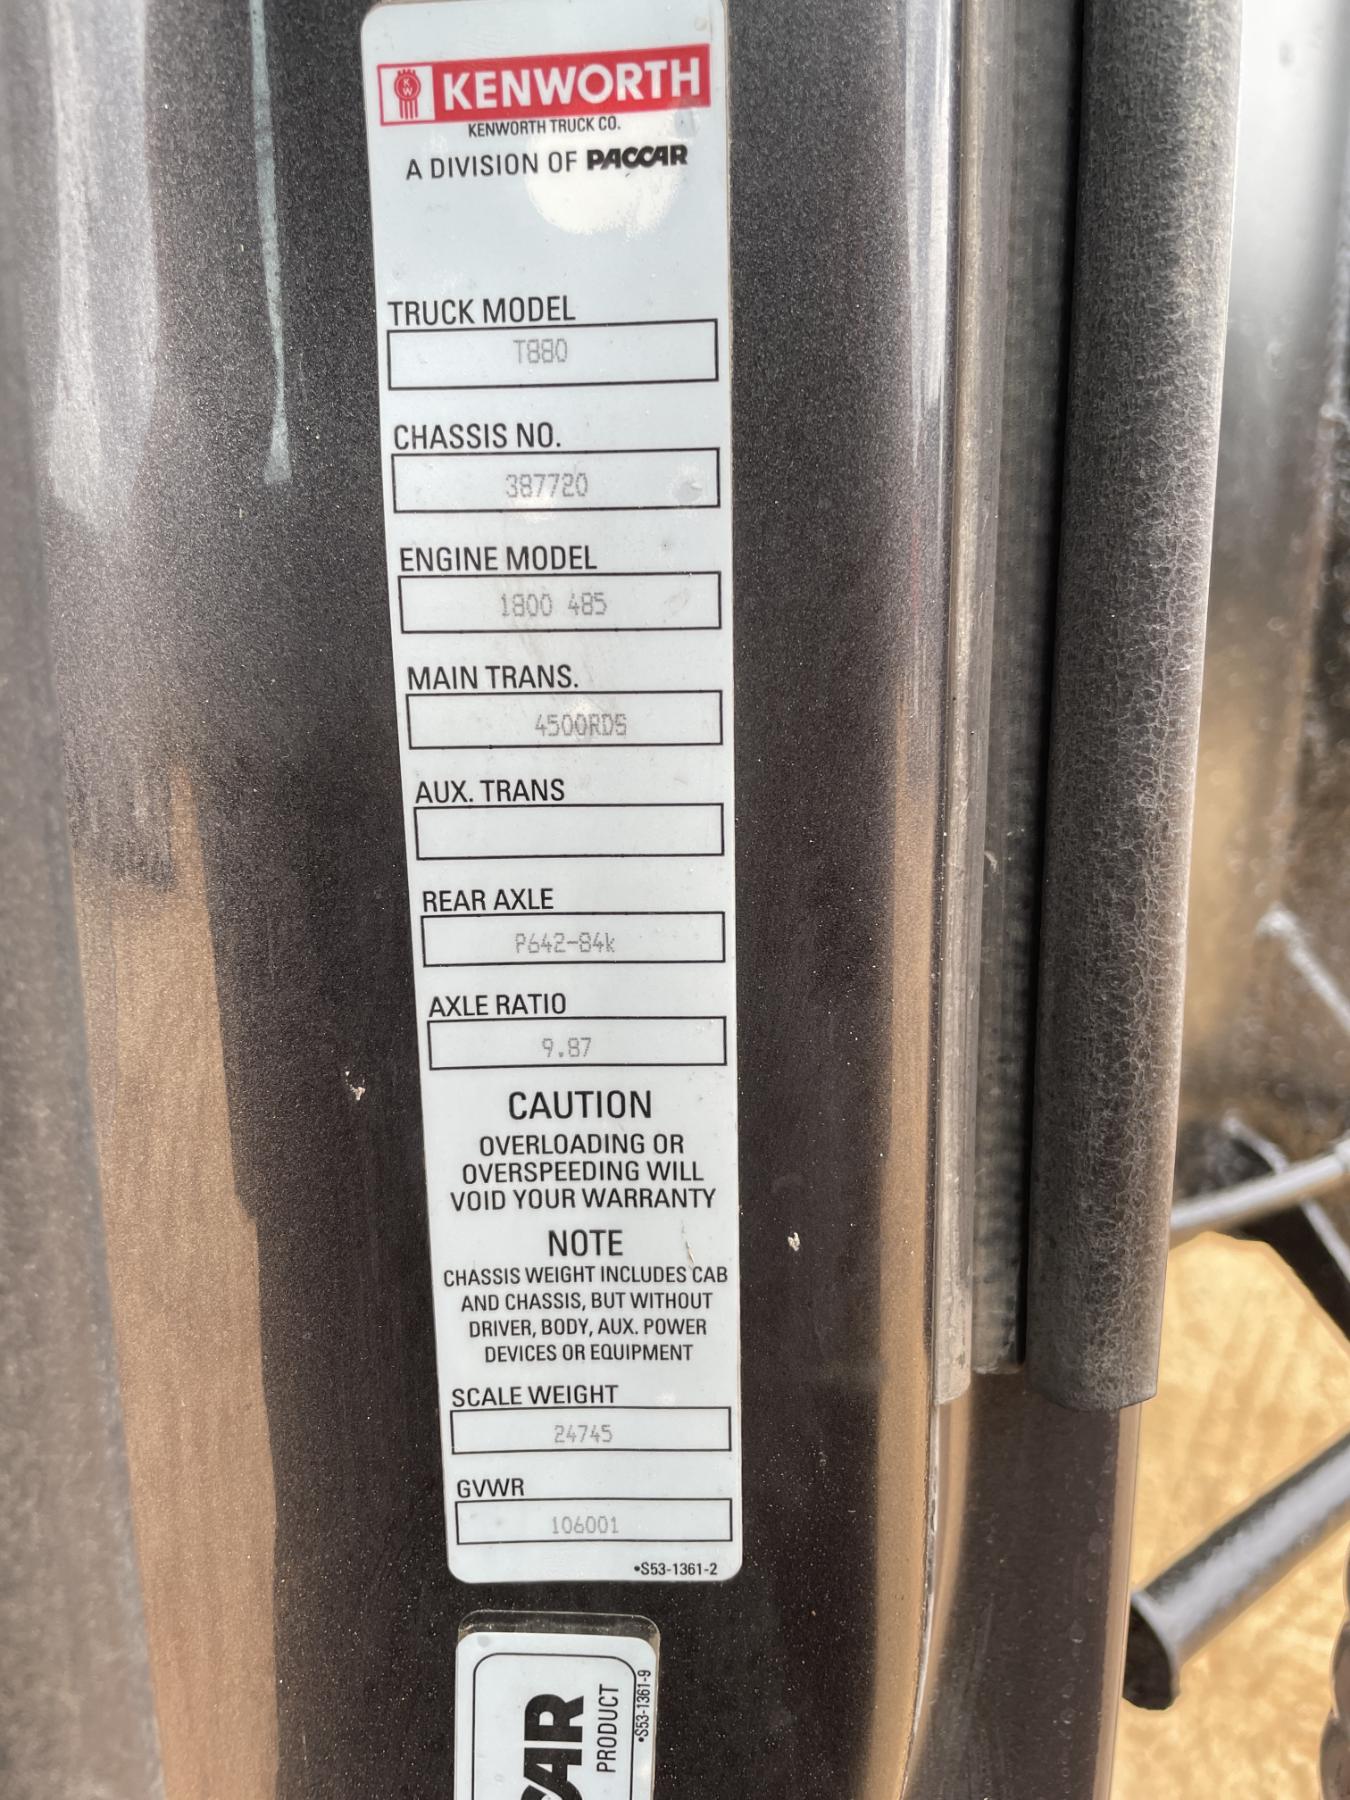 KW KENWORTH
KENWORTH TRUCK CO.
A DIVISION OF PACCAR
TRUCK MODEL
T880
CHASSIS NO.
387720
ENGINE MODEL
1800 485
MAIN TRANS.
4500RDS
AUX. TRANS
REAR AXLE
P642-84k
AXLE RATIO
9.87
CAUTION
OVERLOADING OR
OVERSPEEDING WILL
VOID YOUR WARRANTY
NOTE
CHASSIS WEIGHT INCLUDES CAB
AND CHASSIS, BUT WITHOUT
DRIVER, BODY, AUX. POWER
DEVICES OR EQUIPMENT
SCALE WEIGHT
24745
GVWR
106001
•S53-1361-2
CAR
PRODUCT
•S53-1361-9